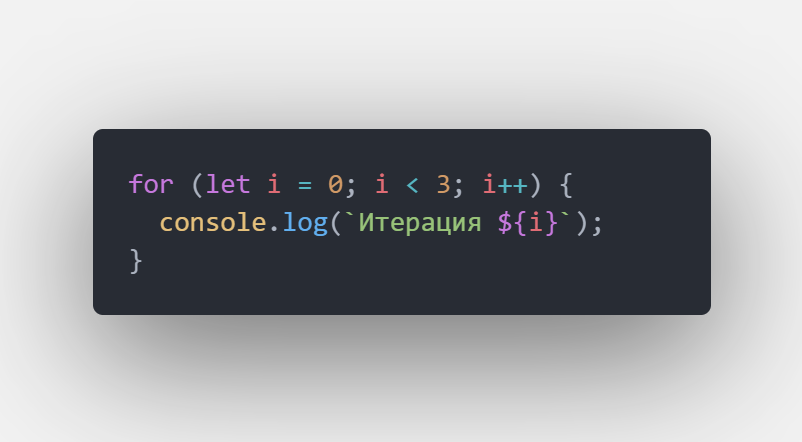 for (let i = 0; i < 3; i++) {
  console.log(`Итерация ${i}`);
}